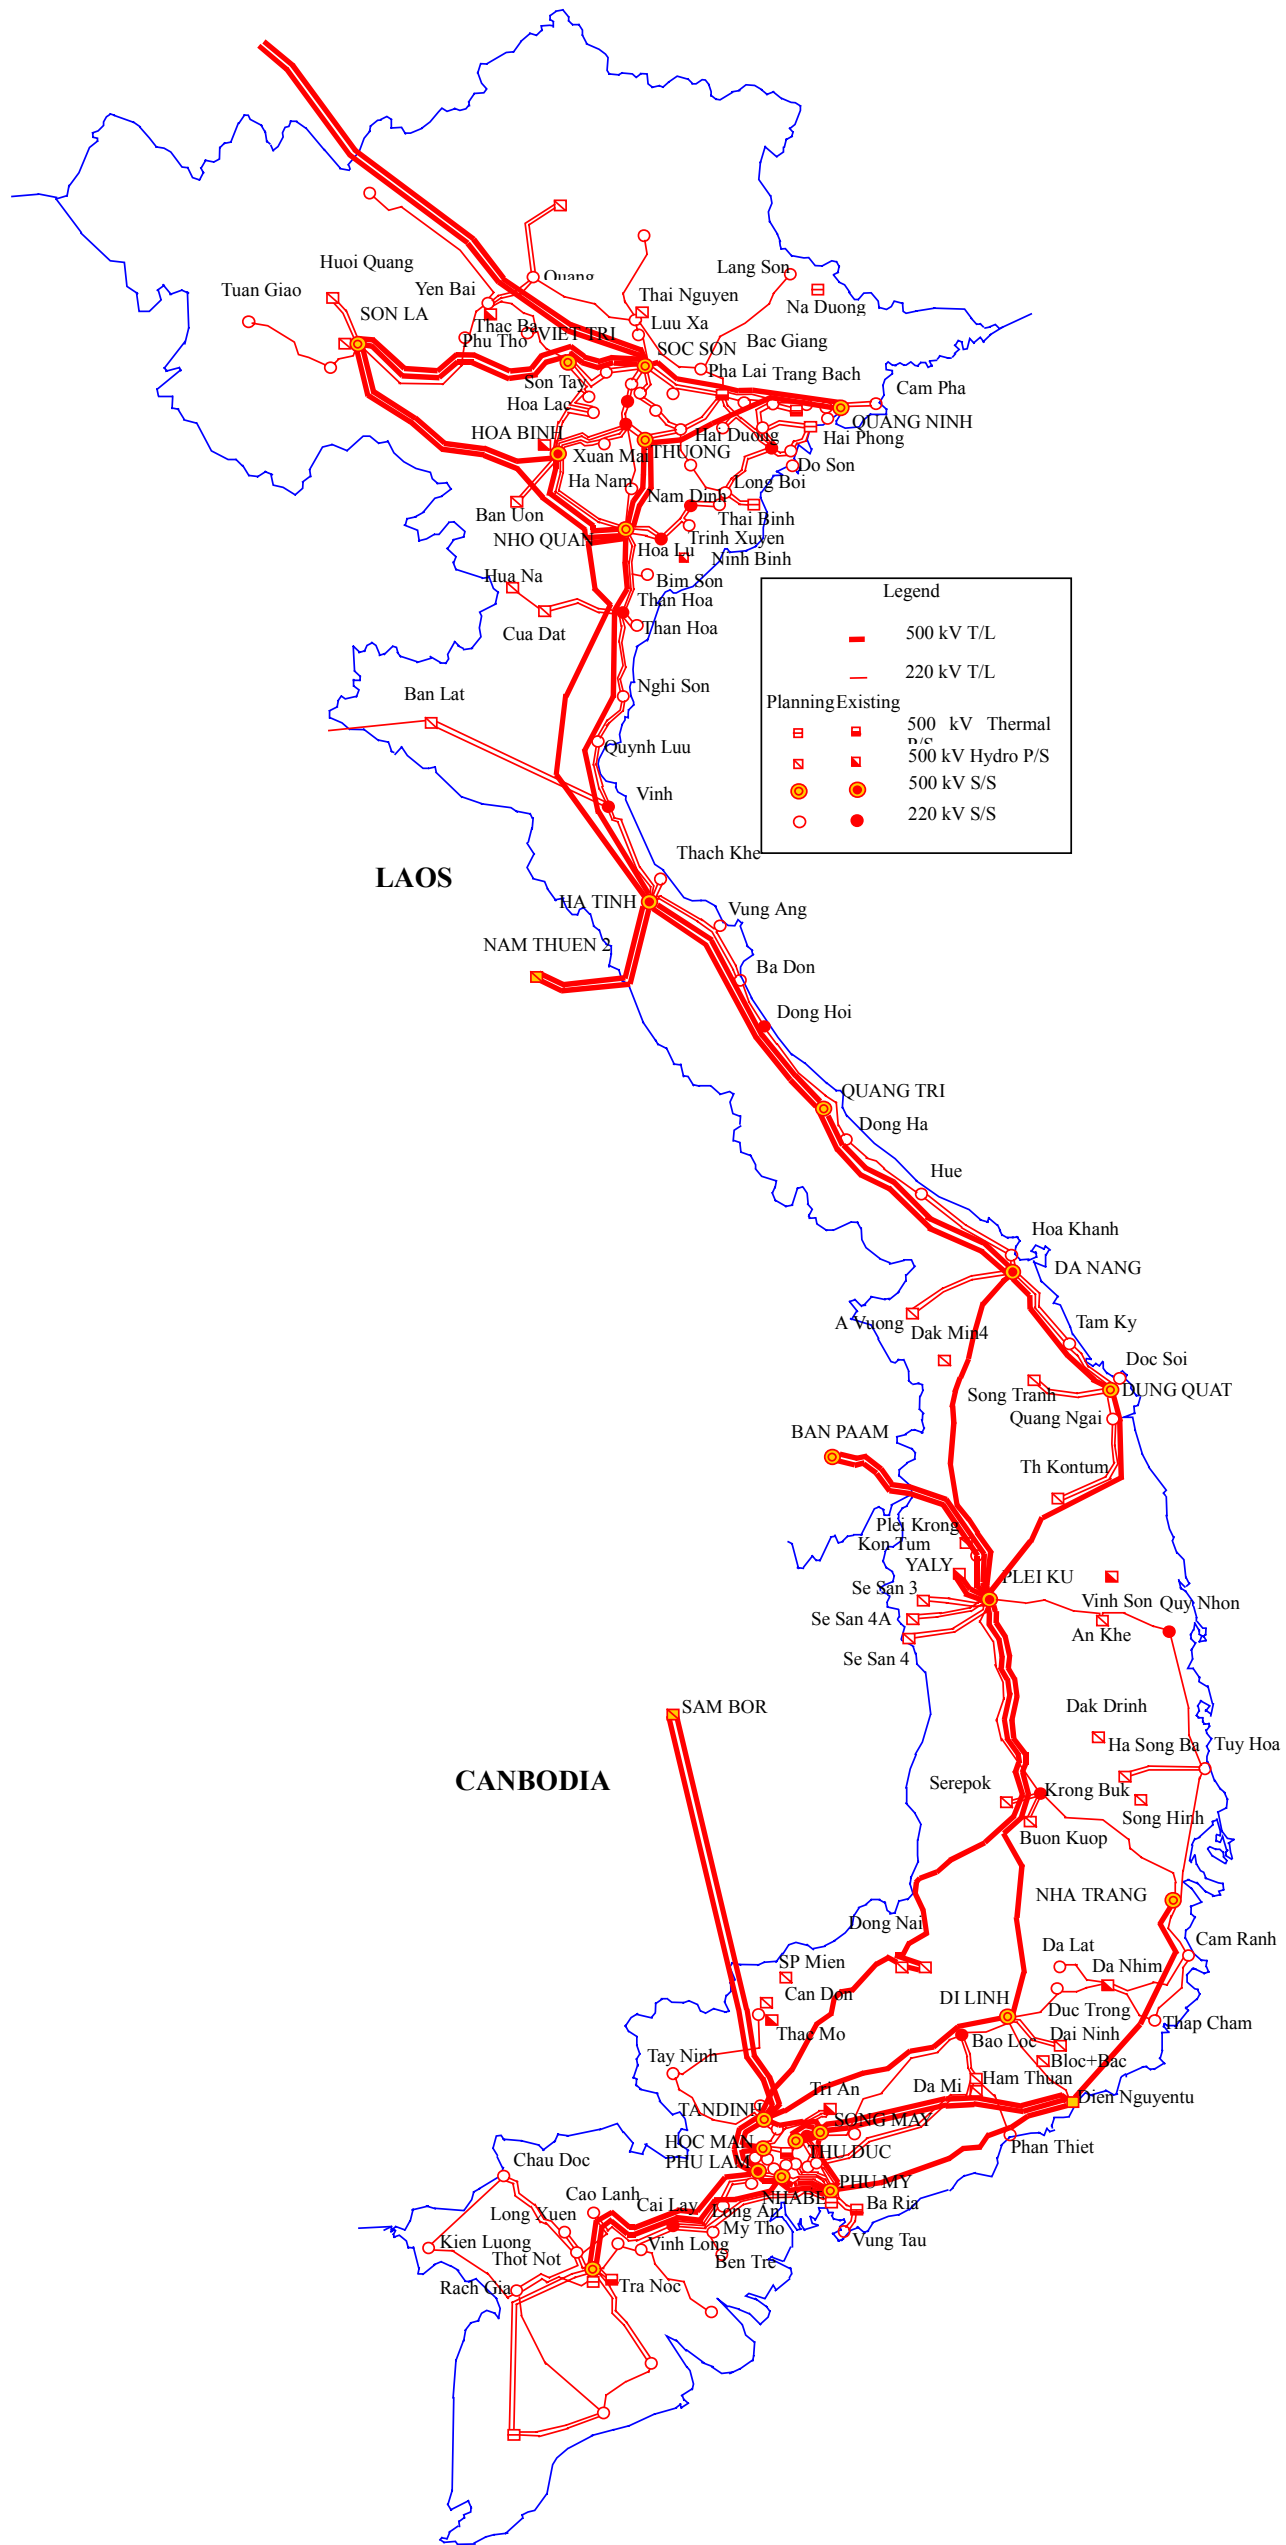 Huoi Quang
Tuan Giao
SON LA
Yen Bai
Quang
Lang Son
Na Duong
Thai Nguyen
Thac Ba
Phu Tho
VIET TRI
Luu Xa
SOC SON
Bac Giang
Pha Lai
Trang Bach
Cam Pha
Son Tay
Hoa Lac
QUANG NINH
HOA BINH
Hai Duong
Hai Phong
Xuan Mai
THUONG
Do Son
Ha Nam
Nam Dinh
Long Boi
Ban Uon
Thai Binh
NHO QUAN
Hoa Lu
Trinh Xuyen
Ninh Binh
Hua Na
Bim Son
Than Hoa
Cua Dat
Than Hoa
Legend
500 kV T/L
220 kV T/L
Planning Existing
500 kV Thermal
P/S
500 kV Hydro P/S
500 kV S/S
220 kV S/S
Nghi Son
Ban Lat
Quynh Luu
Vinh
Thach Khe
LAOS
HA TINH
Vung Ang
NAM THUEN 2
Ba Don
Dong Hoi
QUANG TRI
Dong Ha
Hue
Hoa Khanh
DA NANG
A Vuong
Dak Min4
Tam Ky
Doc Soi
Song Tranh
DUNG QUAT
Quang Ngai
BAN PAAM
Th Kontum
Plei Krong
Kon Tum
YALY
PLEI KU
Se San 3
Vinh Son
Quy Nhon
Se San 4A
An Khe
Se San 4
SAM BOR
Dak Drinh
Ha Song Ba
Tuy Hoa
CANBODIA
Serepok
Krong Buk
Song Hinh
Buon Kuop
NHA TRANG
Dong Nai
Cam Ranh
Da Lat
SP Mien
Da Nhim
Can Don
DI LINH
Duc Trong
Thap Cham
Thac Mo
Bao Loc
Dai Ninh
Tay Ninh
Bloc+Bac
Ham Thuan
Da Mi
Tri An
Dien Nguyentu
TANDINH
SONG MAY
HOC MAN
THU DUC
Phan Thiet
PHU LAM
Chau Doc
PHU MY
NHABE
Cao Lanh
Cai Lay
Long An
Ba Ria
Long Xuen
My Tho
Vung Tau
Kien Luong
Vinh Long
Thot Not
Ben Tre
Rach Gia
Tra Noc